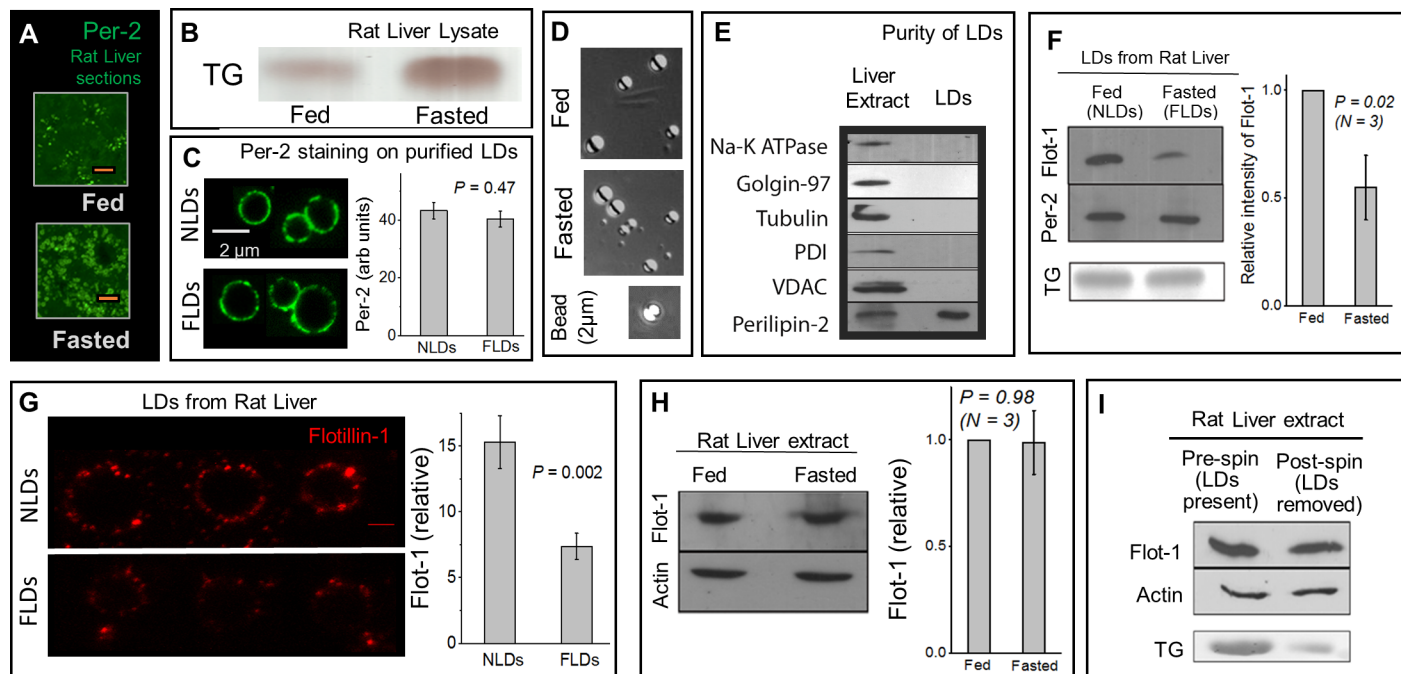 A
Per-2
Rat Liver
sections
Fed
Fasted
B
Rat Liver Lysate
TG
Fed
Fasted
C
Per-2 staining on purified LDs
NLDs
2 µm
FLDs
Per-2 (arb units)
P = 0.47
40
20
0
NLDs
FLDs
D
Fed
Fasted
Bead
(2µm)
E
Purity of LDs
Liver
Extract
LDs
Na-K ATPase
Golgin-97
Tubulin
PDI
VDAC
Perilipin-2
F
LDs from Rat Liver
Fed
(NLDs)
Fasted
(FLDs)
Flot-1
Per-2
TG
Relative intensity of Flot-1
P = 0.02
(N = 3)
1.0
0.5
0.0
Fed
Fasted
G
LDs from Rat Liver
Flotillin-1
NLDs
FLDs
Flot-1 (relative)
P = 0.002
15
10
5
0
NLDs
FLDs
H
Rat Liver extract
Fed
Fasted
Flot-1
Actin
Flot-1 (relative)
P = 0.98
(N = 3)
1.0
0.5
0.0
Fed
Fasted
I
Rat Liver extract
Pre-spin
(LDs
present)
Post-spin
(LDs
removed)
Flot-1
Actin
TG